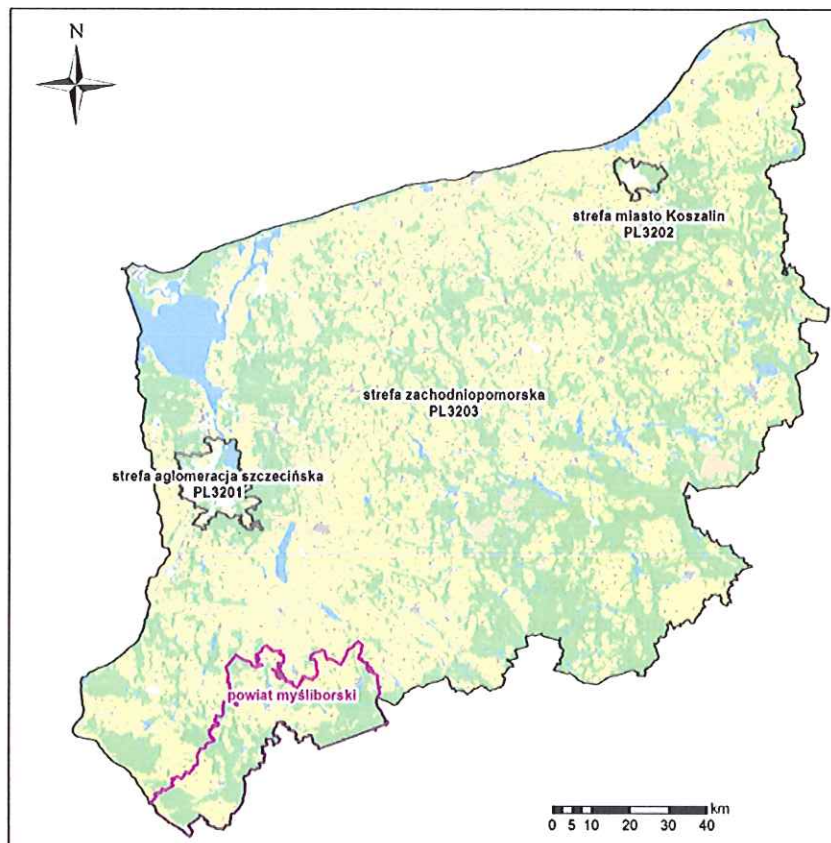 N
strefa miasto Koszalin
PL3202
strefa zachodniopomorska
PL3203
strefa aglomeracja szczecińska
PL3201
powiat myśliborski
km
0 5 10 20 30 40